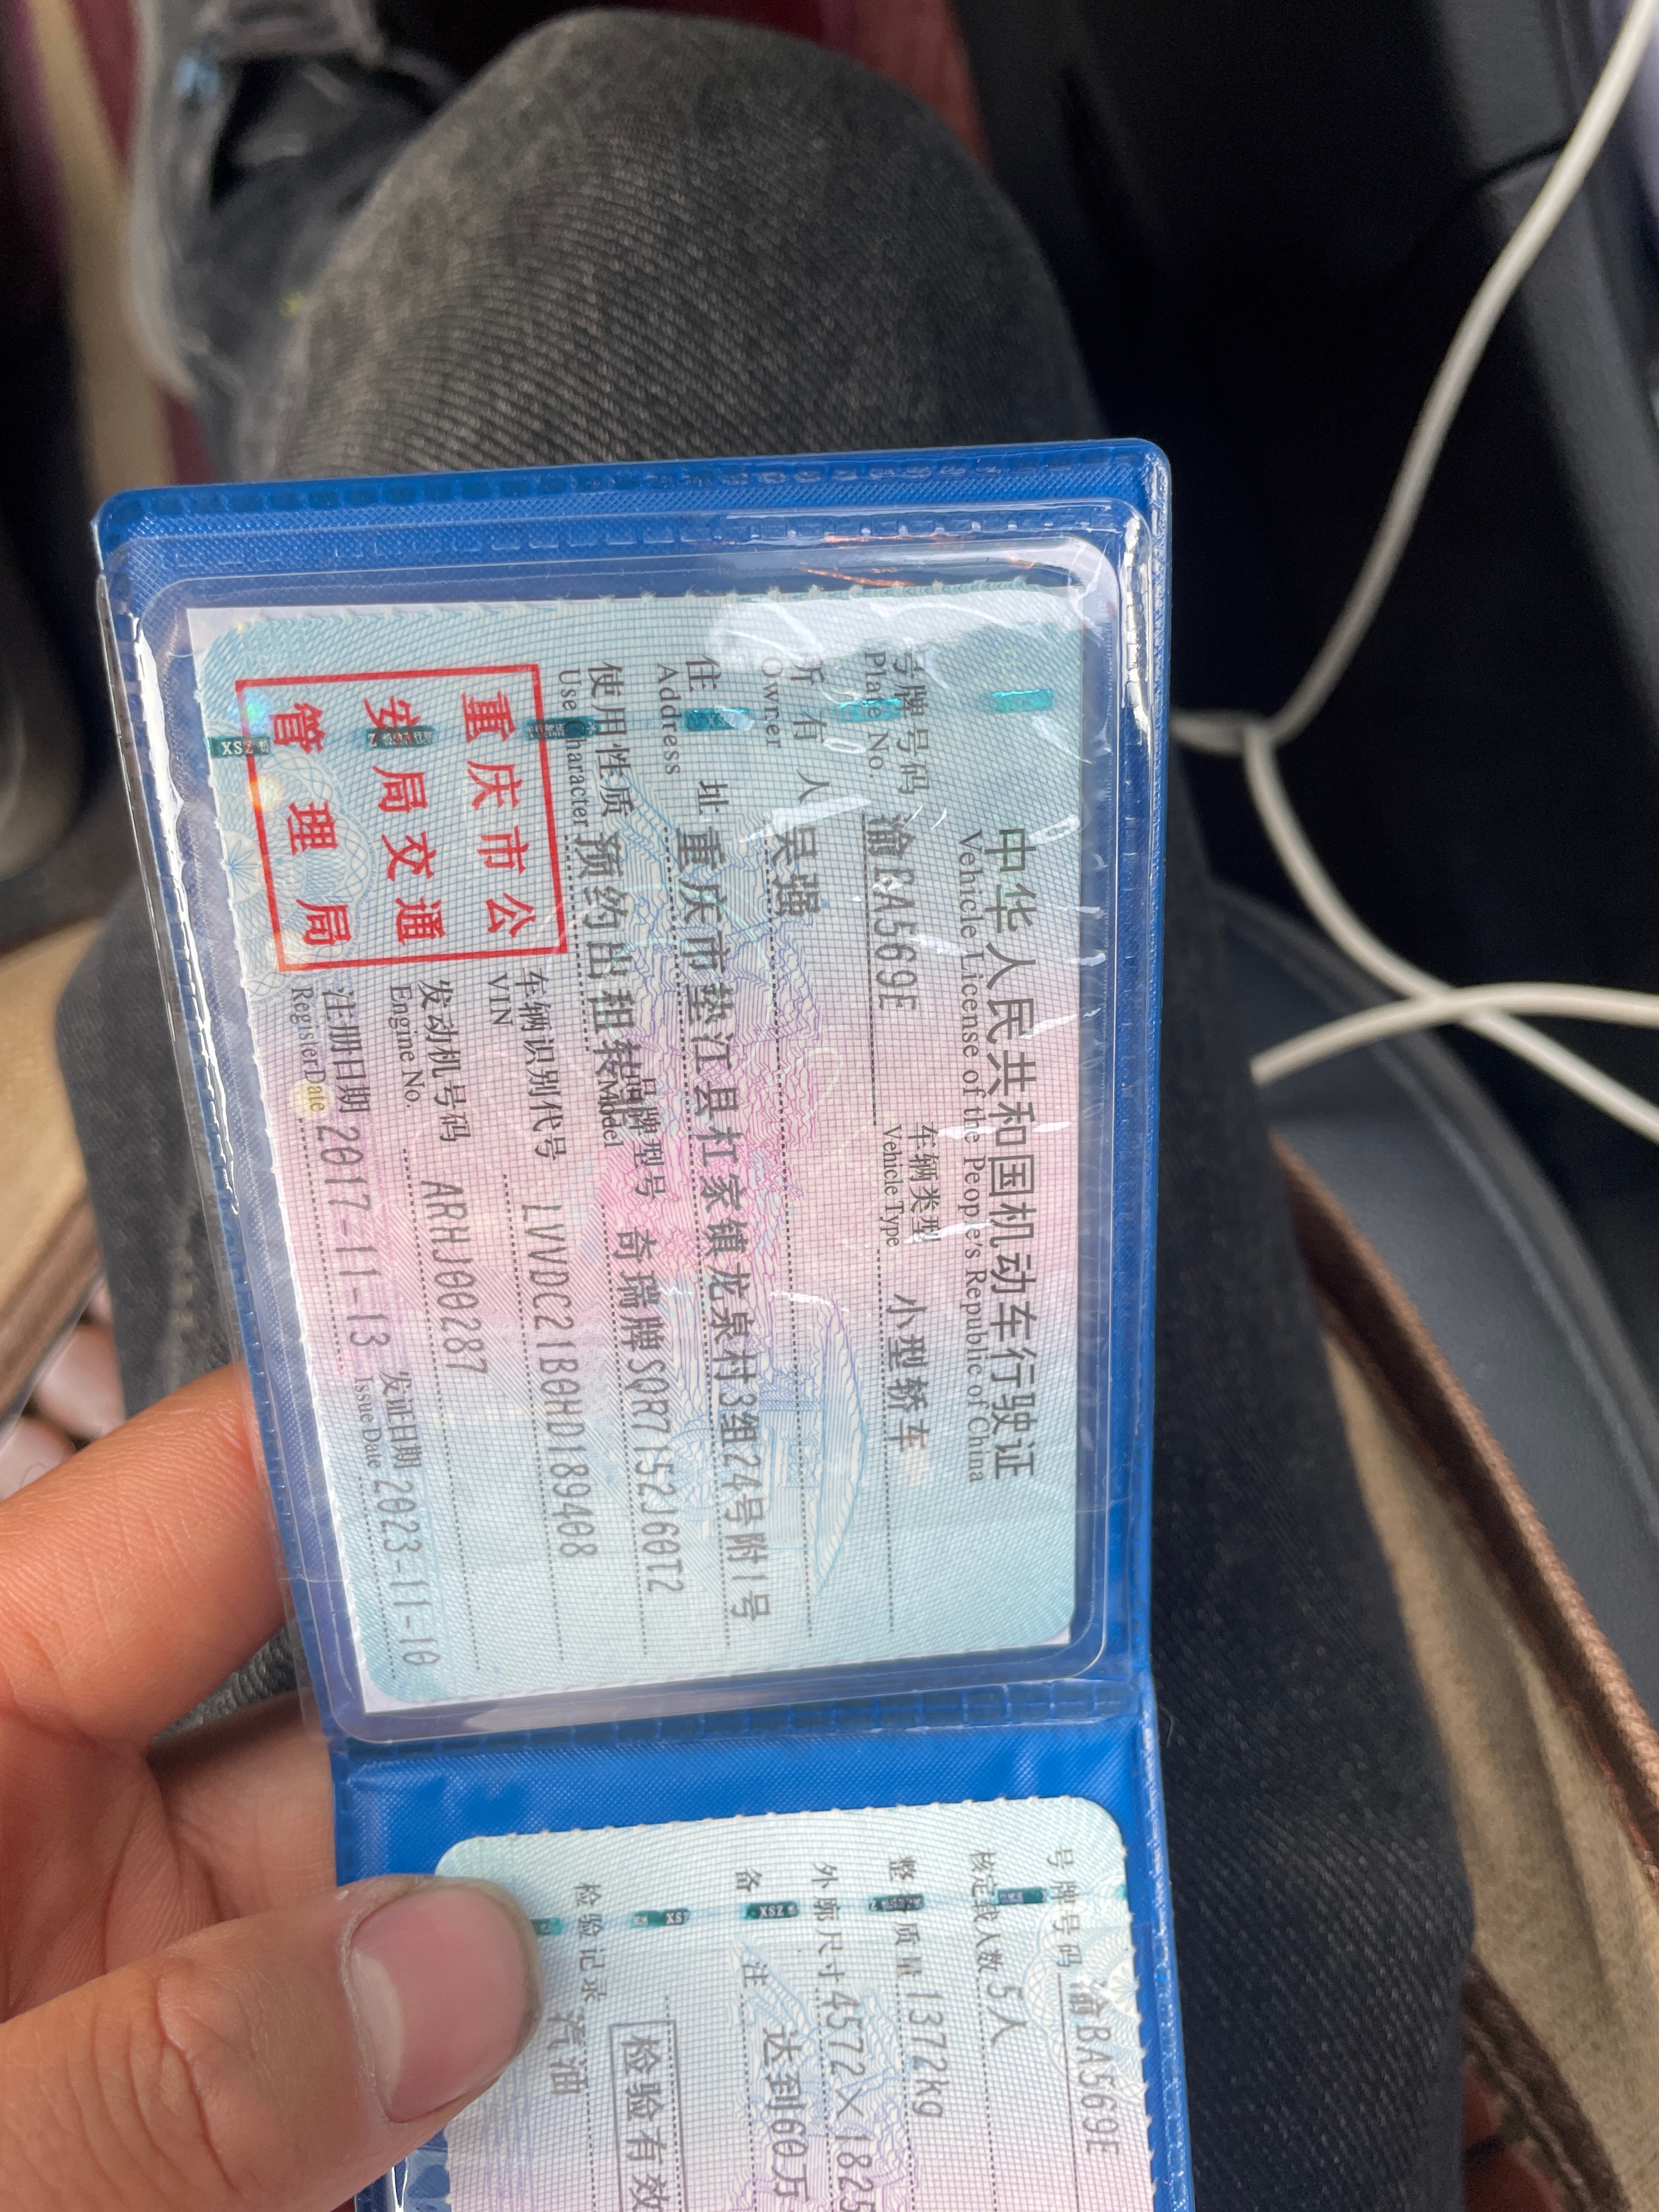 中华人民共和国机动车行驶证
Vehicle License of the People's Republic of China
号牌号码 渝BA569E 车辆类型 小型轿车
Plate No. Vehicle Type
所有人 吴强
Owner
住址 重庆市垫江县杠家镇龙泉村3组24号附1号
Address
使用性质 预约出租转非 品牌型号 奇瑞牌SQR7152J60T2
Use Character Model
车辆识别代号 LVVDC21B0HD189408
VIN
发动机号码 ARHJ00287
Engine No.
注册日期 2017-11-13 发证日期 2023-11-10
Register Date Issue Date
重庆市公
安局交通
管理局
号牌号码 渝BA569E
核定载人数 5人
整备质量 1372kg
外廓尺寸 4572×1825
备注 达到60万
检验有效
检验记录 汽油